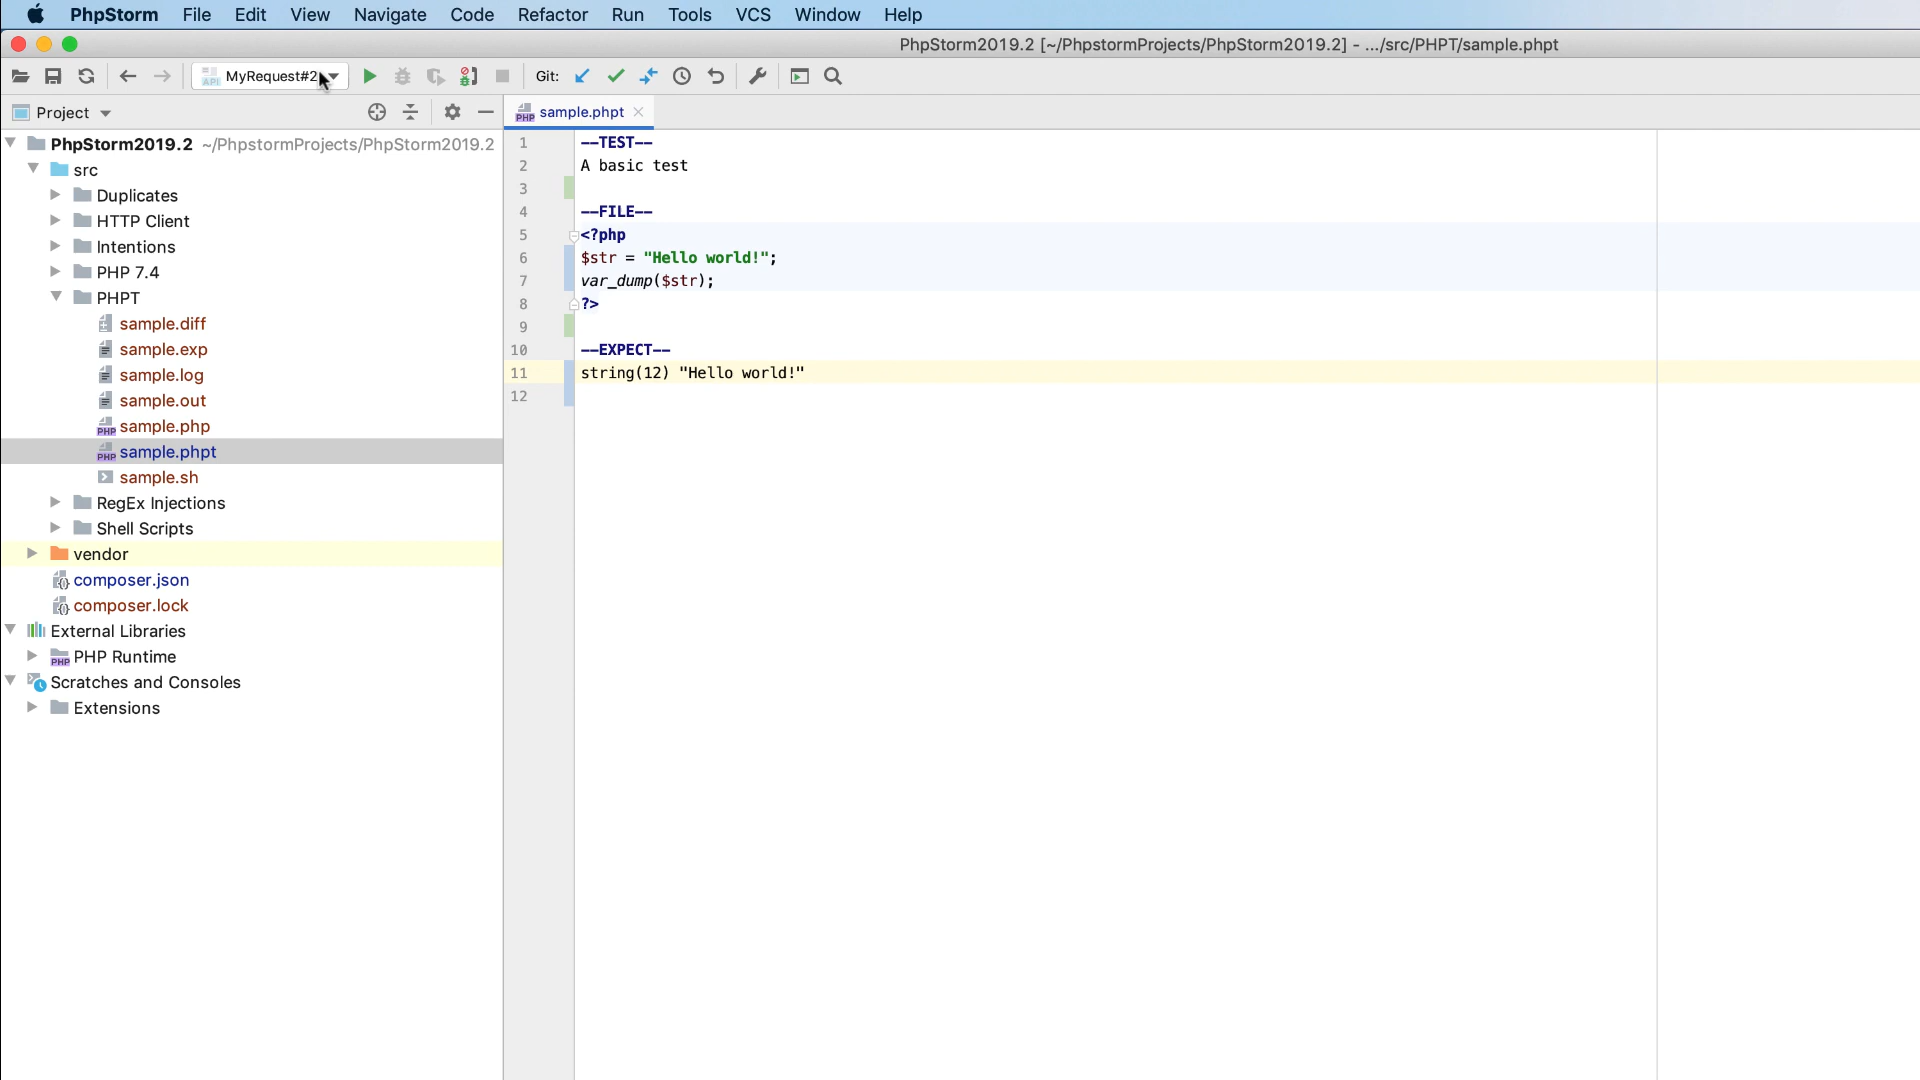 PhpStorm File Edit View Navigate Code Refactor Run Tools VCS Window Help
PhpStorm2019.2 [~/PhpstormProjects/PhpStorm2019.2] - .../src/PHPT/sample.phpt
MyRequest#2 Git:
Project
sample.phpt
PhpStorm2019.2 ~/PhpstormProjects/PhpStorm2019.2
src
Duplicates
HTTP Client
Intentions
PHP 7.4
PHPT
sample.diff
sample.exp
sample.log
sample.out
PHP sample.php
PHP sample.phpt
sample.sh
RegEx Injections
Shell Scripts
vendor
composer.json
composer.lock
External Libraries
PHP PHP Runtime
Scratches and Consoles
Extensions
1 --TEST--
2 A basic test
3
4 --FILE--
5 <?php
6 $str = "Hello world!";
7 var_dump($str);
8 ?>
9
10 --EXPECT--
11 string(12) "Hello world!"
12